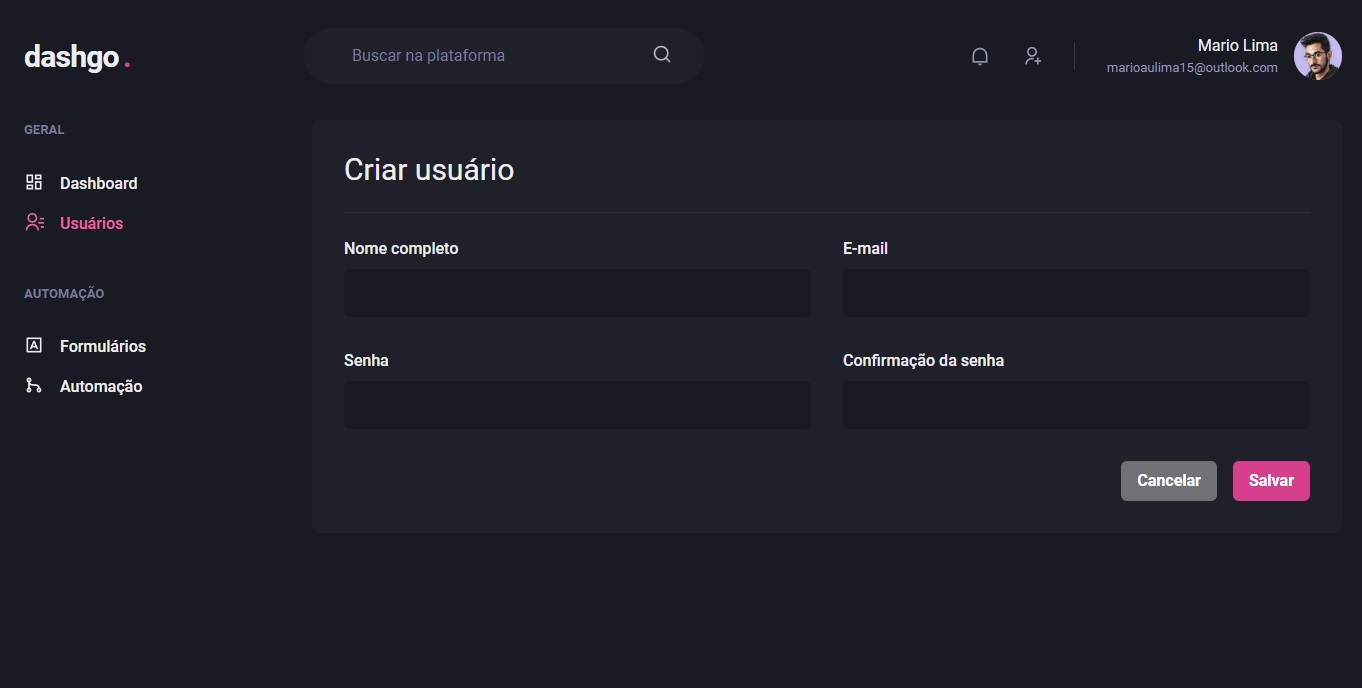 dashgo.
Buscar na plataforma
Mario Lima
marioaulima15@outlook.com
GERAL
Dashboard
Usuários
AUTOMAÇÃO
Formulários
Automação
Criar usuário
Nome completo
E-mail
Senha
Confirmação da senha
Cancelar
Salvar